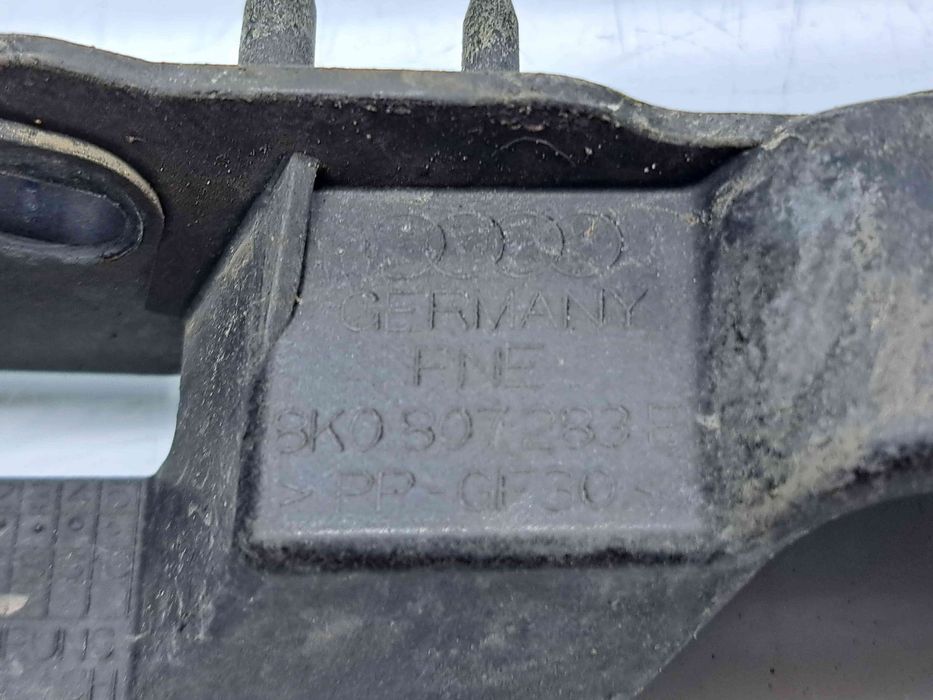 GERMANY
FNE
8K0 807 283 E
>PP-GF30<